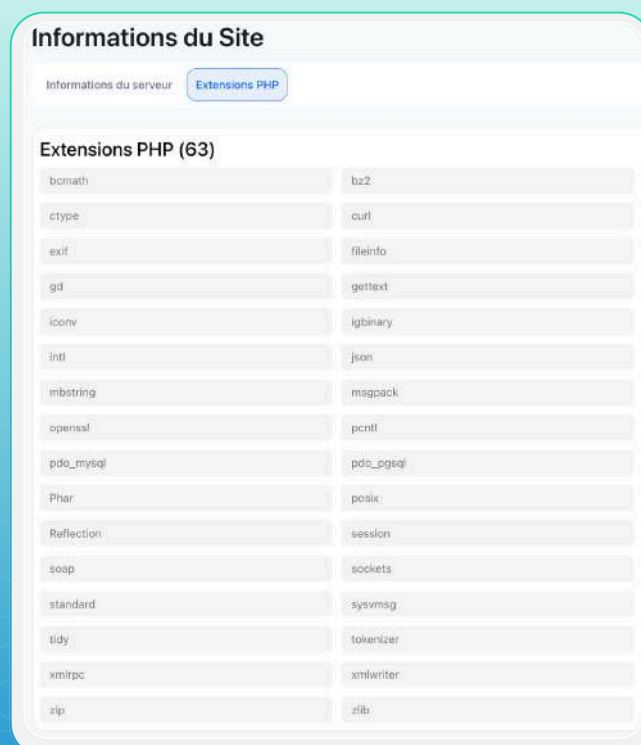 Informations du Site
Informations du serveur Extensions PHP
Extensions PHP (63)
bcmath bz2
ctype curl
exif fileinfo
gd gettext
iconv igbinary
intl json
mbstring msgpack
openssl pcntl
pdo_mysql pdo_pgsql
Phar posix
Reflection session
soap sockets
standard sysvmsg
tidy tokenizer
xmlrpc xmlwriter
zip zlib